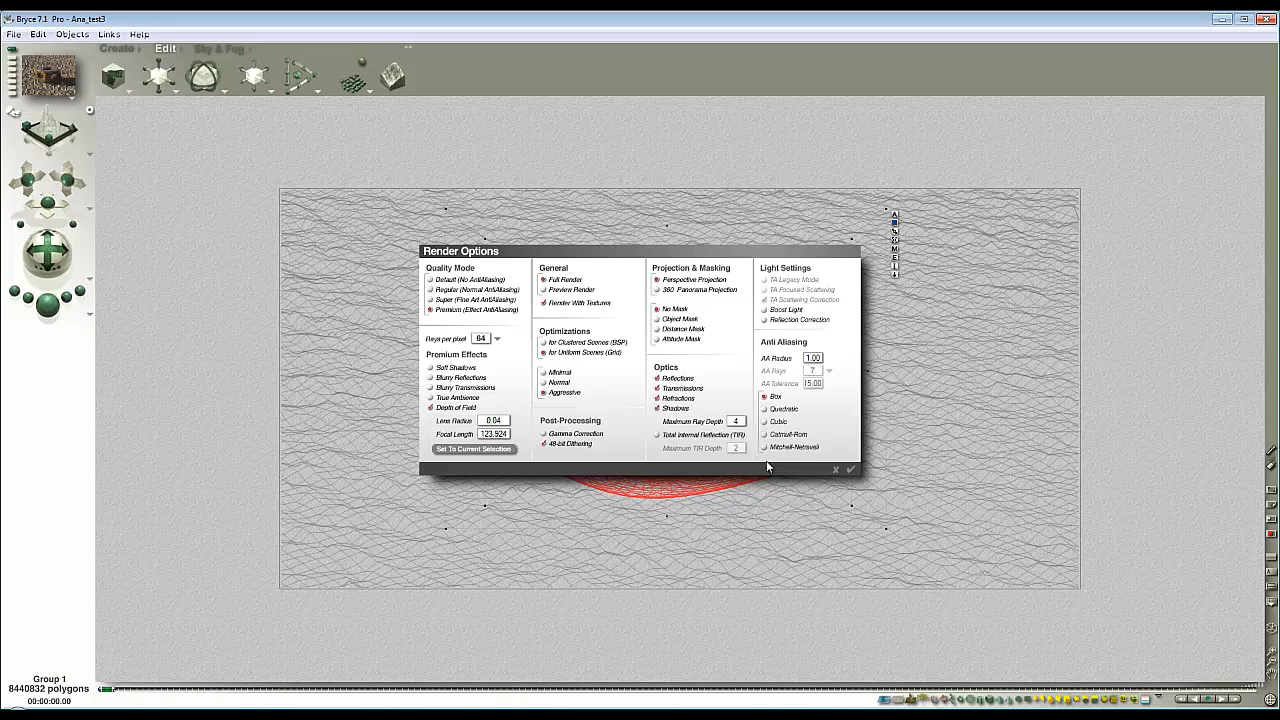 Bryce 7.1 Pro - Ana_test3
File Edit Objects Links Help
Create Edit Sky & Fog
Render Options
Quality Mode
Default (No AntiAliasing)
Regular (Normal AntiAliasing)
Super (Fine Art AntiAliasing)
Premium (Effect AntiAliasing)
Rays per pixel 64
Premium Effects
Soft Shadows
Blurry Reflections
Blurry Transmissions
True Ambience
Depth of Field
Lens Radius 0.04
Focal Length 123.924
Set To Current Selection
General
Full Render
Preview Render
Render With Textures
Optimizations
for Clustered Scenes (BSP)
for Uniform Scenes (Grid)
Minimal
Normal
Aggressive
Post-Processing
Gamma Correction
48-bit Dithering
Projection & Masking
Perspective Projection
360 Panorama Projection
No Mask
Object Mask
Distance Mask
Altitude Mask
Optics
Reflections
Transmissions
Refractions
Shadows
Maximum Ray Depth 4
Total Internal Reflection (TIR)
Maximum TIR Depth 2
Light Settings
TA Legacy Mode
TA Focused Scattering
TA Scattering Correction
Boost Light
Reflection Correction
Anti Aliasing
AA Radius 1.00
AA Rays 7
AA Tolerance 15.00
Box
Quadratic
Cubic
Catmull-Rom
Mitchell-Netravali
A
M
E
Group 1
8440832 polygons
00:00:00.00